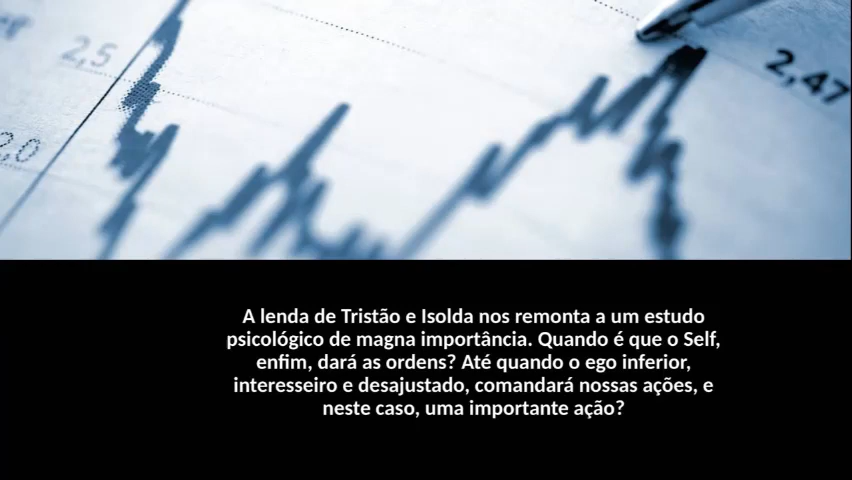 2,5
2,47
2,0
A lenda de Tristão e Isolda nos remonta a um estudo
psicológico de magna importância. Quando é que o Self,
enfim, dará as ordens? Até quando o ego inferior,
interesseiro e desajustado, comandará nossas ações, e
neste caso, uma importante ação?